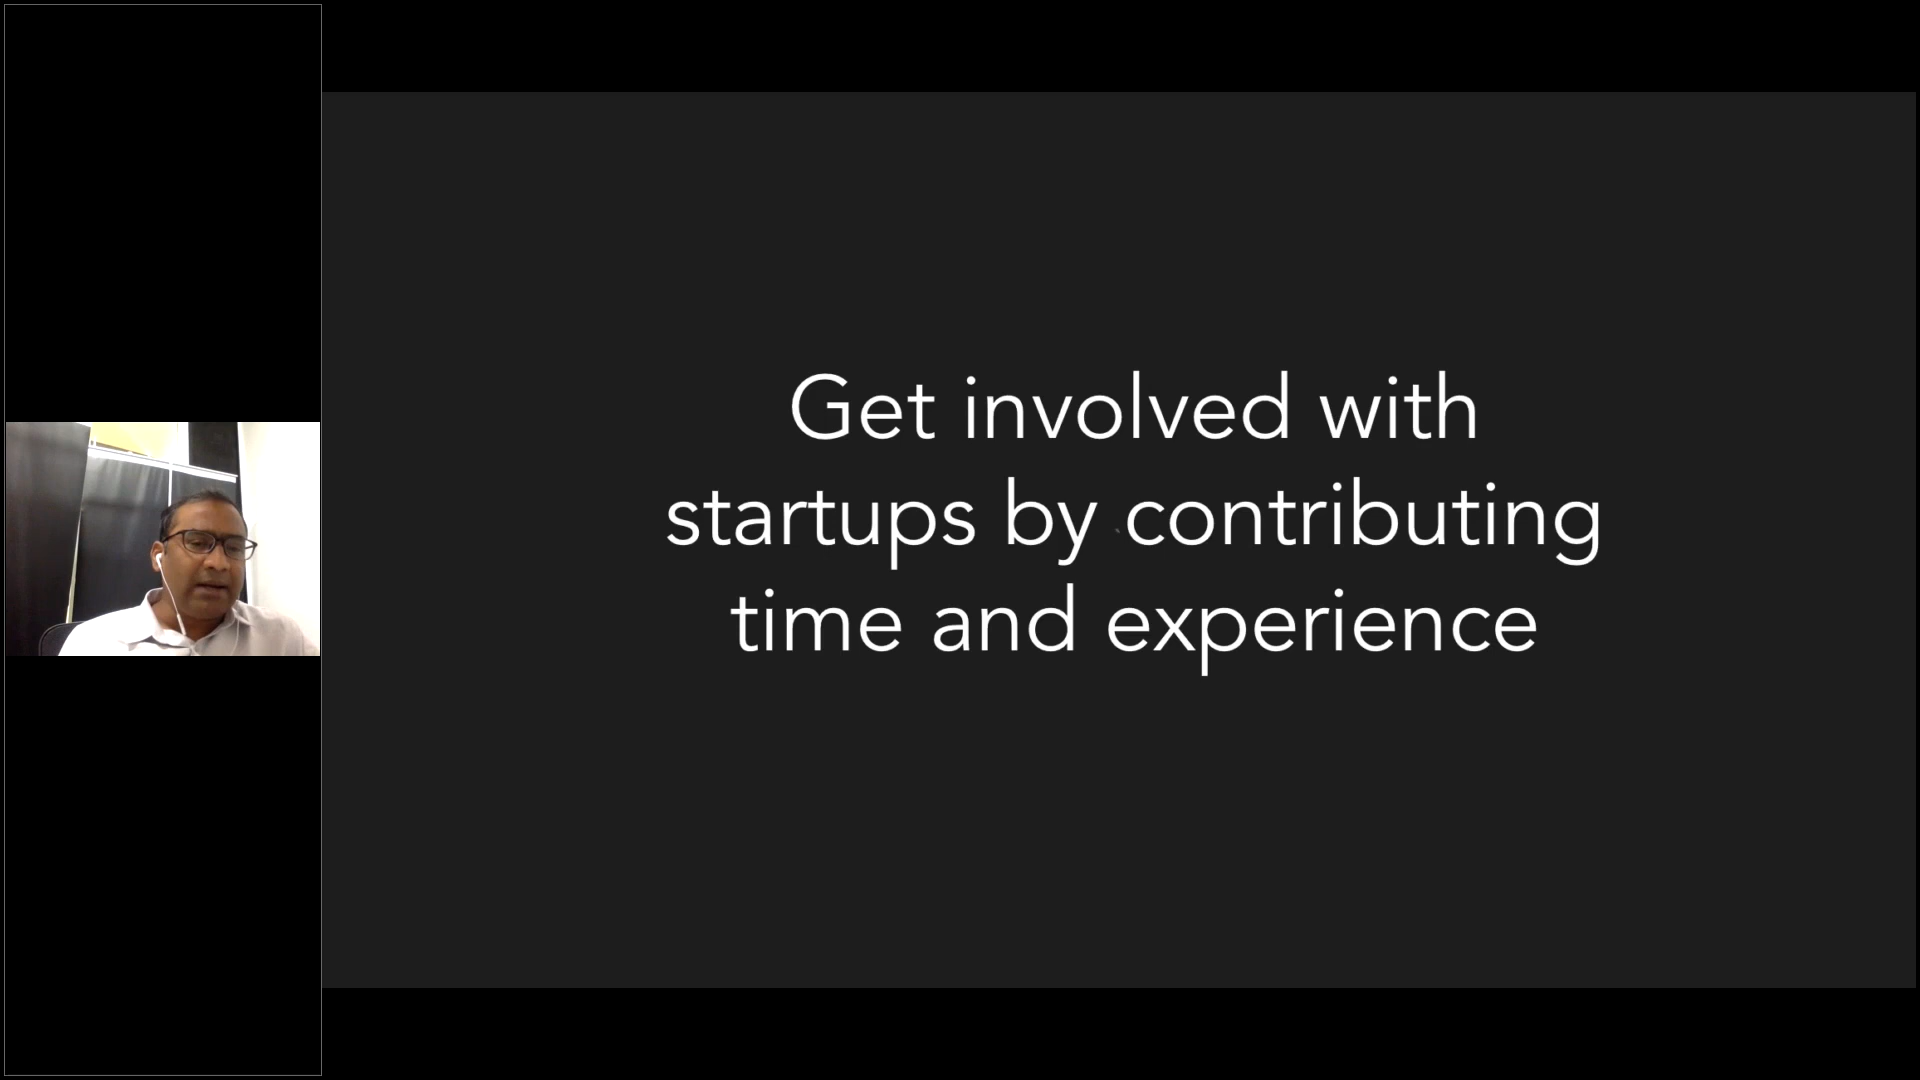 Get involved with
startups by contributing
time and experience